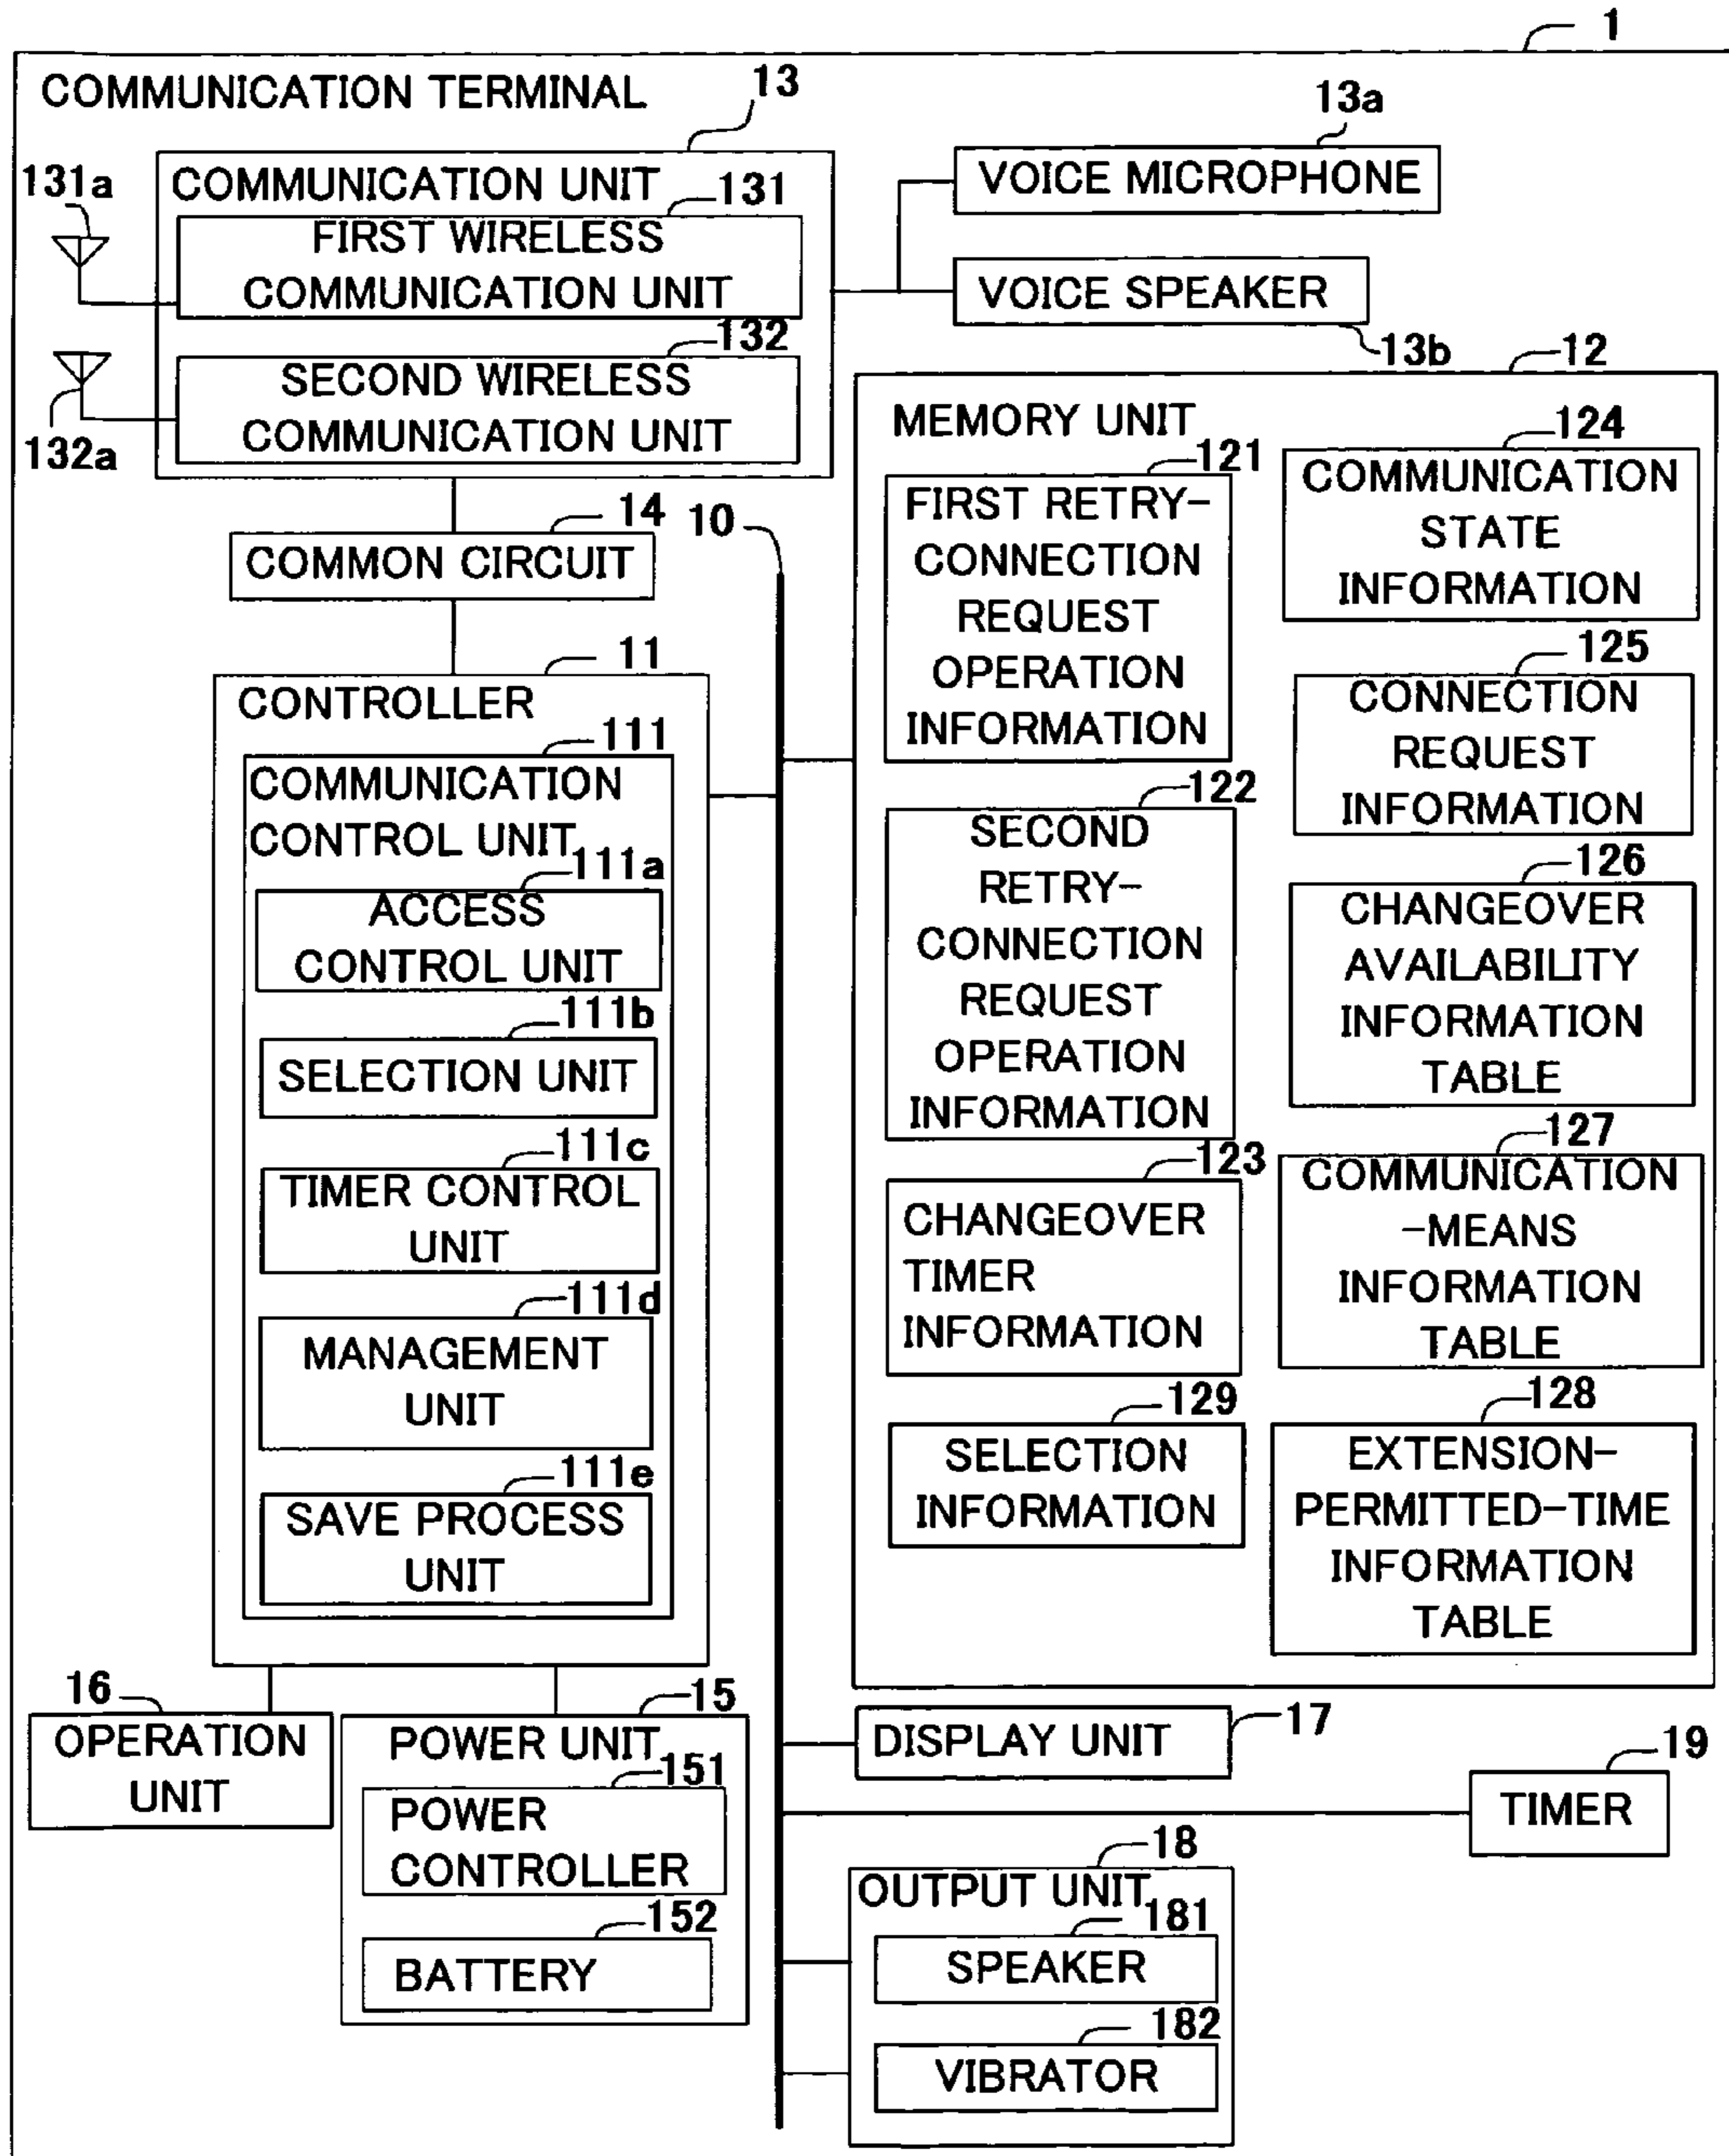 1
COMMUNICATION TERMINAL
13
13a
131a
COMMUNICATION UNIT
131
FIRST WIRELESS
COMMUNICATION UNIT
VOICE MICROPHONE
VOICE SPEAKER
13b
132
SECOND WIRELESS
COMMUNICATION UNIT
132a
14
COMMON CIRCUIT
10
12
MEMORY UNIT
121
FIRST RETRY-
CONNECTION
REQUEST
OPERATION
INFORMATION
124
COMMUNICATION
STATE
INFORMATION
125
CONNECTION
REQUEST
INFORMATION
122
SECOND
RETRY-
CONNECTION
REQUEST
OPERATION
INFORMATION
126
CHANGEOVER
AVAILABILITY
INFORMATION
TABLE
123
CHANGEOVER
TIMER
INFORMATION
127
COMMUNICATION
-MEANS
INFORMATION
TABLE
129
SELECTION
INFORMATION
128
EXTENSION-
PERMITTED-TIME
INFORMATION
TABLE
11
CONTROLLER
111
COMMUNICATION
CONTROL UNIT
111a
ACCESS
CONTROL UNIT
111b
SELECTION UNIT
111c
TIMER CONTROL
UNIT
111d
MANAGEMENT
UNIT
111e
SAVE PROCESS
UNIT
16
OPERATION
UNIT
15
POWER UNIT
151
POWER
CONTROLLER
152
BATTERY
DISPLAY UNIT
17
19
TIMER
18
OUTPUT UNIT
181
SPEAKER
182
VIBRATOR